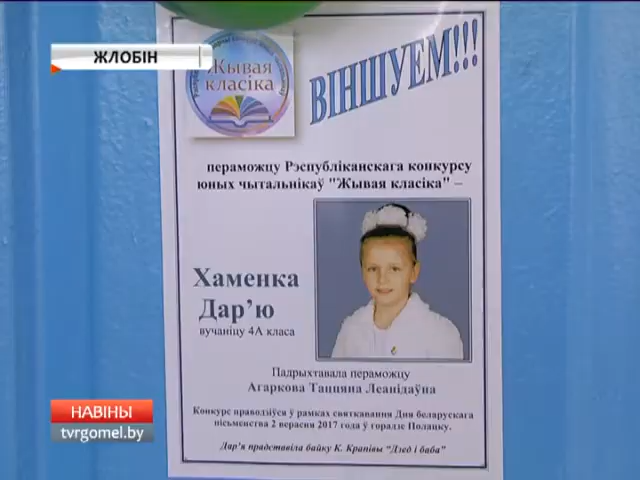 ЖЛОБІН
Жывая
класіка
ВІНШУЕМ!!!
пераможцу Рэспубліканскага конкурсу
юных чытальнікаў "Жывая класіка" –
Хаменка
Дар’ю
вучаніцу 4А класа
Падрыхтавала пераможцу
Агаркова Таццяна Леанідаўна
Конкурс праводзіўся ў рамках святкавання Дня беларускага
пісьменства 2 верасня 2017 года ў горадзе Полацку.
Дар’я прадставіла байку К. Крапівы “Дзед і баба”
НАВІНЫ
tvrgomel.by